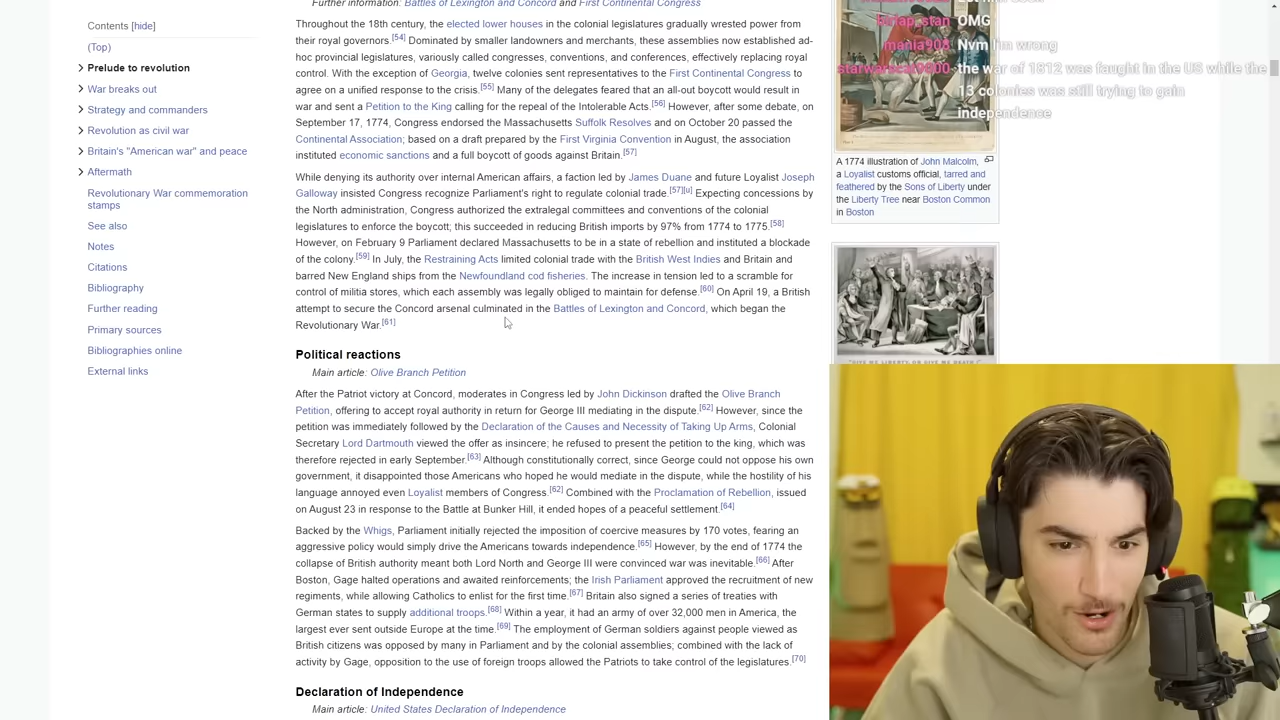 Contents [hide]
(Top)
Prelude to revolution
War breaks out
Strategy and commanders
Revolution as civil war
Britain's "American war" and peace
Aftermath
Revolutionary War commemoration
stamps
See also
Notes
Citations
Bibliography
Further reading
Primary sources
Bibliographies online
External links
Further information: Battles of Lexington and Concord and First Continental Congress
Throughout the 18th century, the elected lower houses in the colonial legislatures gradually wrested power from
their royal governors.[54] Dominated by smaller landowners and merchants, these assemblies now established ad-
hoc provincial legislatures, variously called congresses, conventions, and conferences, effectively replacing royal
control. With the exception of Georgia, twelve colonies sent representatives to the First Continental Congress to
agree on a unified response to the crisis.[55] Many of the delegates feared that an all-out boycott would result in
war and sent a Petition to the King calling for the repeal of the Intolerable Acts.[56] However, after some debate, on
September 17, 1774, Congress endorsed the Massachusetts Suffolk Resolves and on October 20 passed the
Continental Association; based on a draft prepared by the First Virginia Convention in August, the association
instituted economic sanctions and a full boycott of goods against Britain.[57]
While denying its authority over internal American affairs, a faction led by James Duane and future Loyalist Joseph
Galloway insisted Congress recognize Parliament's right to regulate colonial trade.[57][u] Expecting concessions by
the North administration, Congress authorized the extralegal committees and conventions of the colonial
legislatures to enforce the boycott; this succeeded in reducing British imports by 97% from 1774 to 1775.[58]
However, on February 9 Parliament declared Massachusetts to be in a state of rebellion and instituted a blockade
of the colony.[59] In July, the Restraining Acts limited colonial trade with the British West Indies and Britain and
barred New England ships from the Newfoundland cod fisheries. The increase in tension led to a scramble for
control of militia stores, which each assembly was legally obliged to maintain for defense.[60] On April 19, a British
attempt to secure the Concord arsenal culminated in the Battles of Lexington and Concord, which began the
Revolutionary War.[61]
Political reactions
Main article: Olive Branch Petition
After the Patriot victory at Concord, moderates in Congress led by John Dickinson drafted the Olive Branch
Petition, offering to accept royal authority in return for George III mediating in the dispute.[62] However, since the
petition was immediately followed by the Declaration of the Causes and Necessity of Taking Up Arms, Colonial
Secretary Lord Dartmouth viewed the offer as insincere; he refused to present the petition to the king, which was
therefore rejected in early September.[63] Although constitutionally correct, since George could not oppose his own
government, it disappointed those Americans who hoped he would mediate in the dispute, while the hostility of his
language annoyed even Loyalist members of Congress.[62] Combined with the Proclamation of Rebellion, issued
on August 23 in response to the Battle at Bunker Hill, it ended hopes of a peaceful settlement.[64]
Backed by the Whigs, Parliament initially rejected the imposition of coercive measures by 170 votes, fearing an
aggressive policy would simply drive the Americans towards independence.[65] However, by the end of 1774 the
collapse of British authority meant both Lord North and George III were convinced war was inevitable.[66] After
Boston, Gage halted operations and awaited reinforcements; the Irish Parliament approved the recruitment of new
regiments, while allowing Catholics to enlist for the first time.[67] Britain also signed a series of treaties with
German states to supply additional troops.[68] Within a year, it had an army of over 32,000 men in America, the
largest ever sent outside Europe at the time.[69] The employment of German soldiers against people viewed as
British citizens was opposed by many in Parliament and by the colonial assemblies; combined with the lack of
activity by Gage, opposition to the use of foreign troops allowed the Patriots to take control of the legislatures.[70]
Declaration of Independence
Main article: United States Declaration of Independence
OMG
mania908 Nvm I'm wrong
the war of 1812 was faught in the US while the
13 colonies was still trying to gain
independence
A 1774 illustration of John Malcolm,
a Loyalist customs official, tarred and
feathered by the Sons of Liberty under
the Liberty Tree near Boston Common
in Boston
"GIVE ME LIBERTY, OR GIVE ME DEATH!"